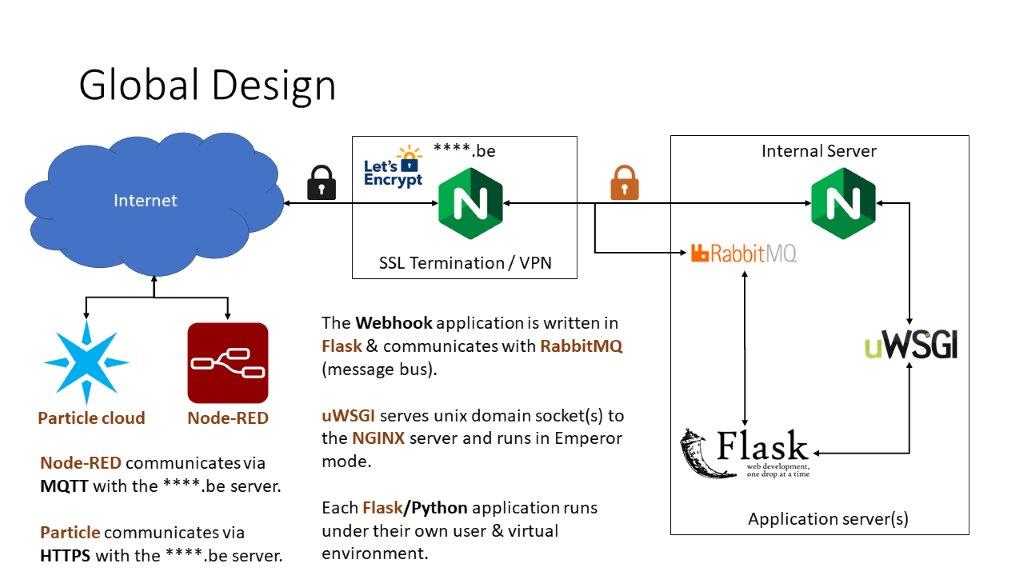 Global Design
Internet
Let's
Encrypt
****.be
N
SSL Termination / VPN
Internal Server
N
RabbitMQ
uWSGI
Flask
web development,
one drop at a time
Application server(s)
Particle cloud
Node-RED
Node-RED communicates via
MQTT with the ****.be server.
Particle communicates via
HTTPS with the ****.be server.
The Webhook application is written in
Flask & communicates with RabbitMQ
(message bus).
uWSGI serves unix domain socket(s) to
the NGINX server and runs in Emperor
mode.
Each Flask/Python application runs
under their own user & virtual
environment.